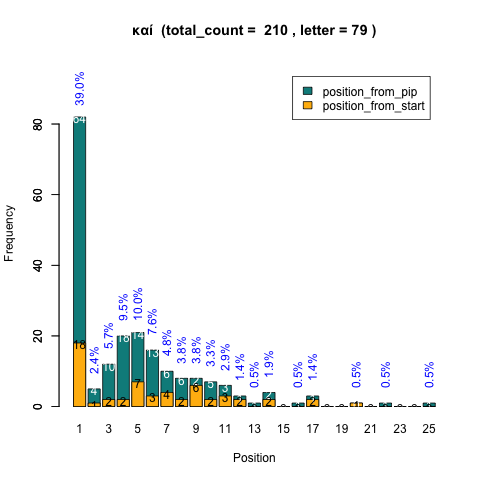 καί (total_count = 210 , letter = 79 )
position_from_pip
position_from_start
Frequency
0 20 40 60 80
39.0% 2.4% 5.7% 9.5% 10.0% 7.6% 4.8% 3.8% 3.8% 3.3% 2.9% 1.4% 0.5% 1.9% 0.5% 1.4% 0.5% 0.5% 0.5%
64 4 10 18 14 13 6 6 2 5 3
18 2 2 7 3 4 2 6 2 3 2 2 2
1 3 5 7 9 11 13 15 17 19 21 23 25
Position